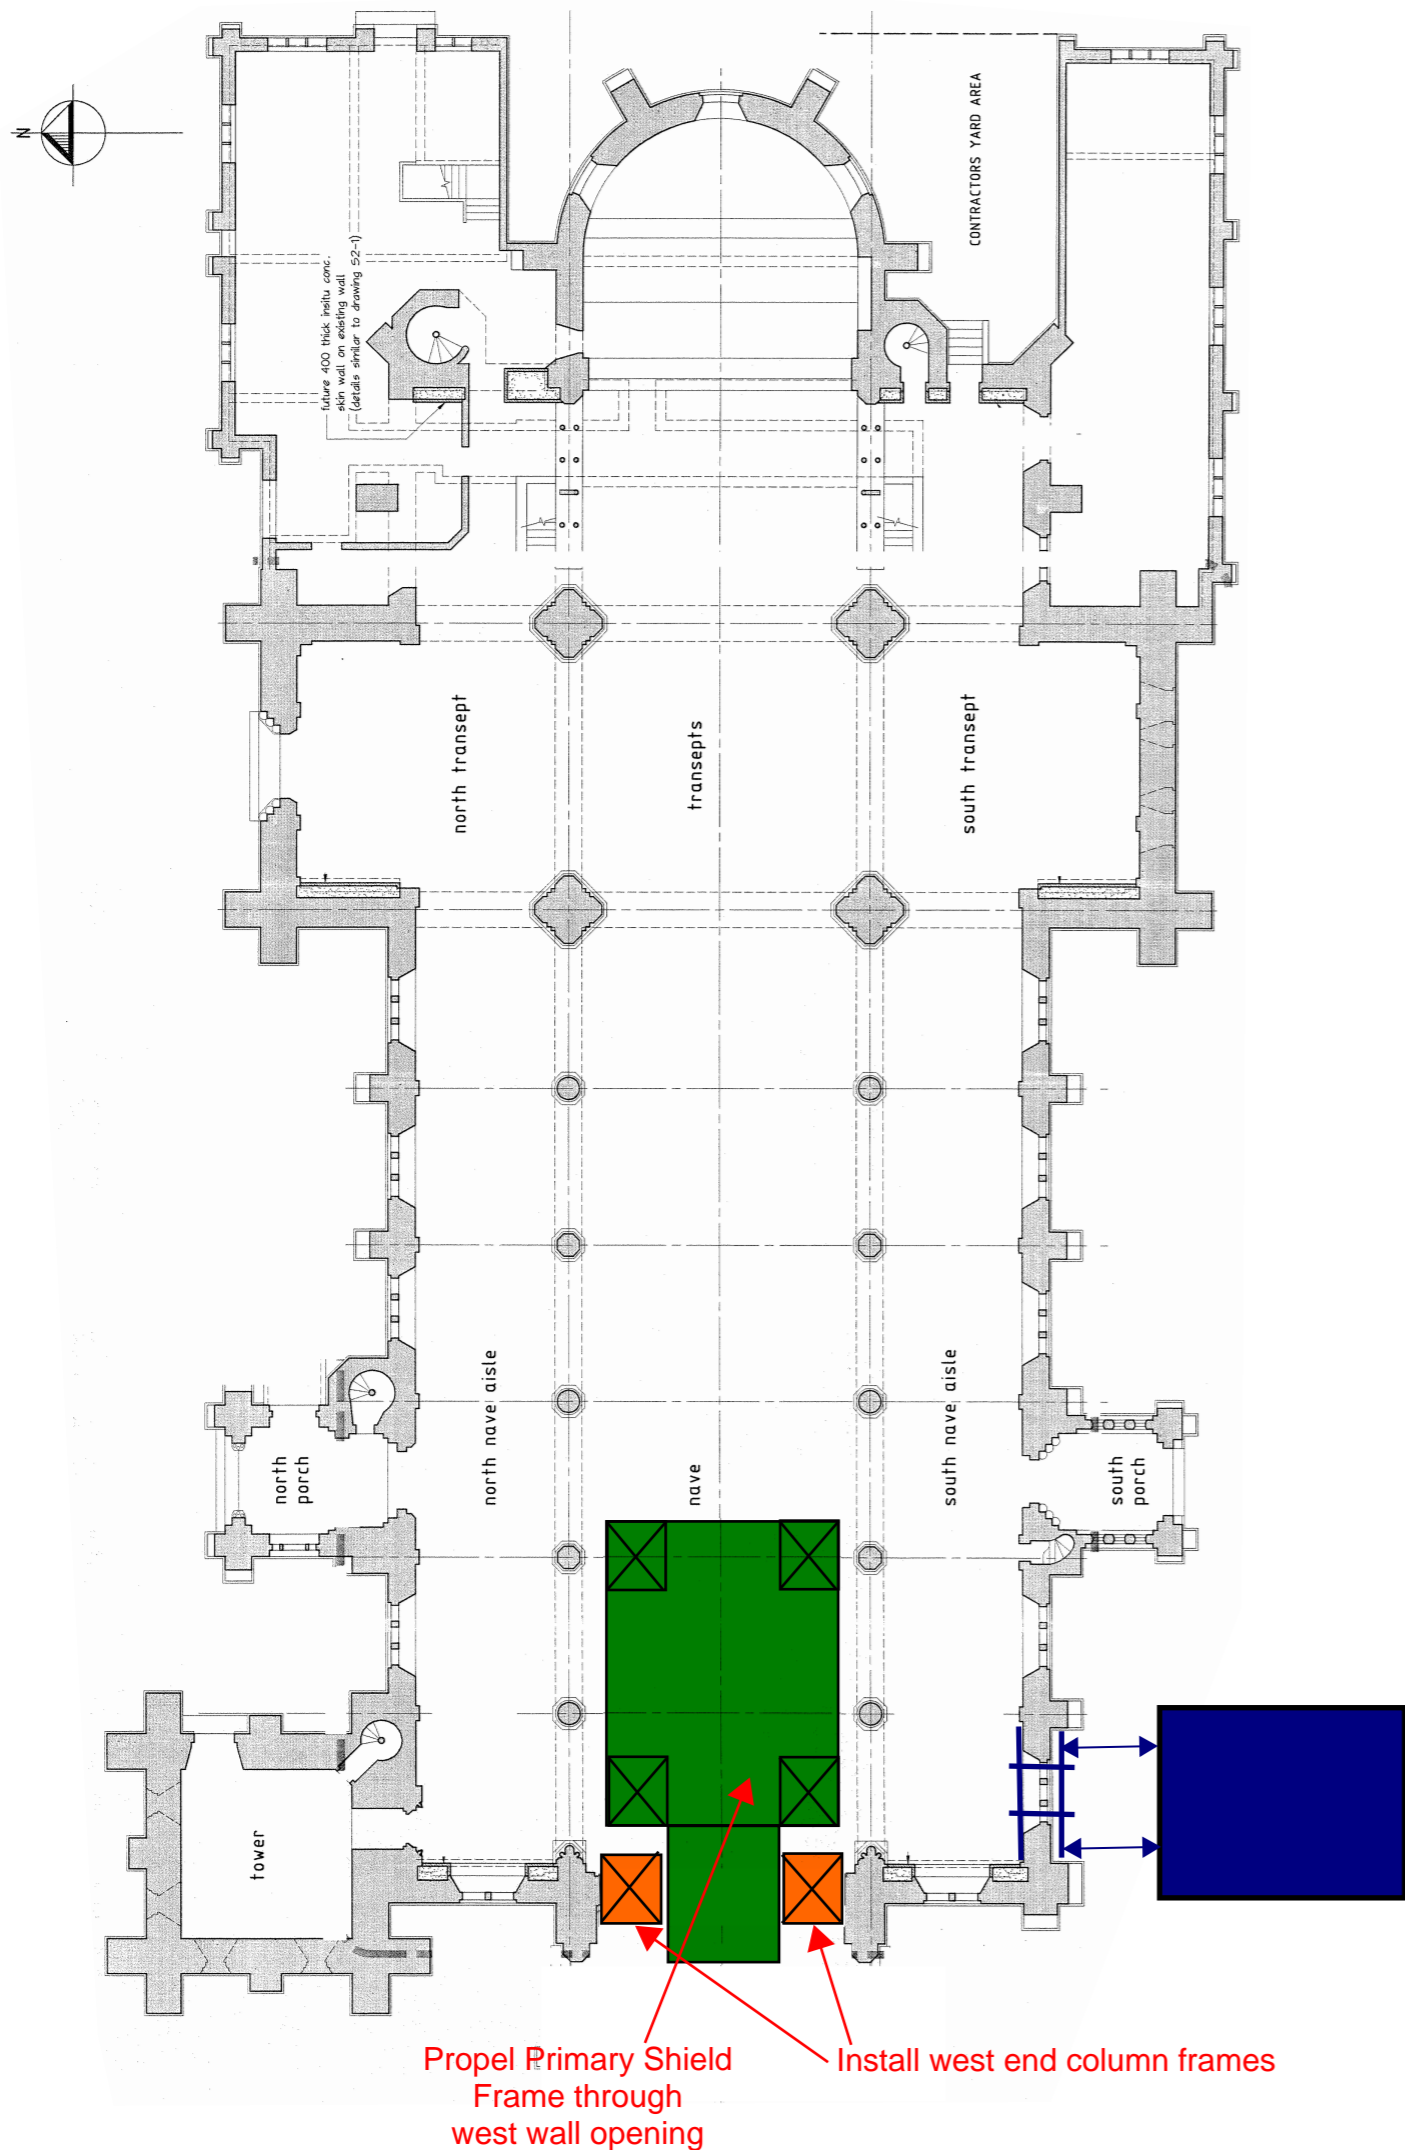 N
CONTRACTORS YARD AREA
future 400 thick insitu conc.
skin wall on existing wall
(details similar to drawing S2-1)
north transept
transepts
south transept
north nave aisle
nave
south nave aisle
north
porch
south
porch
tower
Propel Primary Shield
Frame through
west wall opening
Install west end column frames